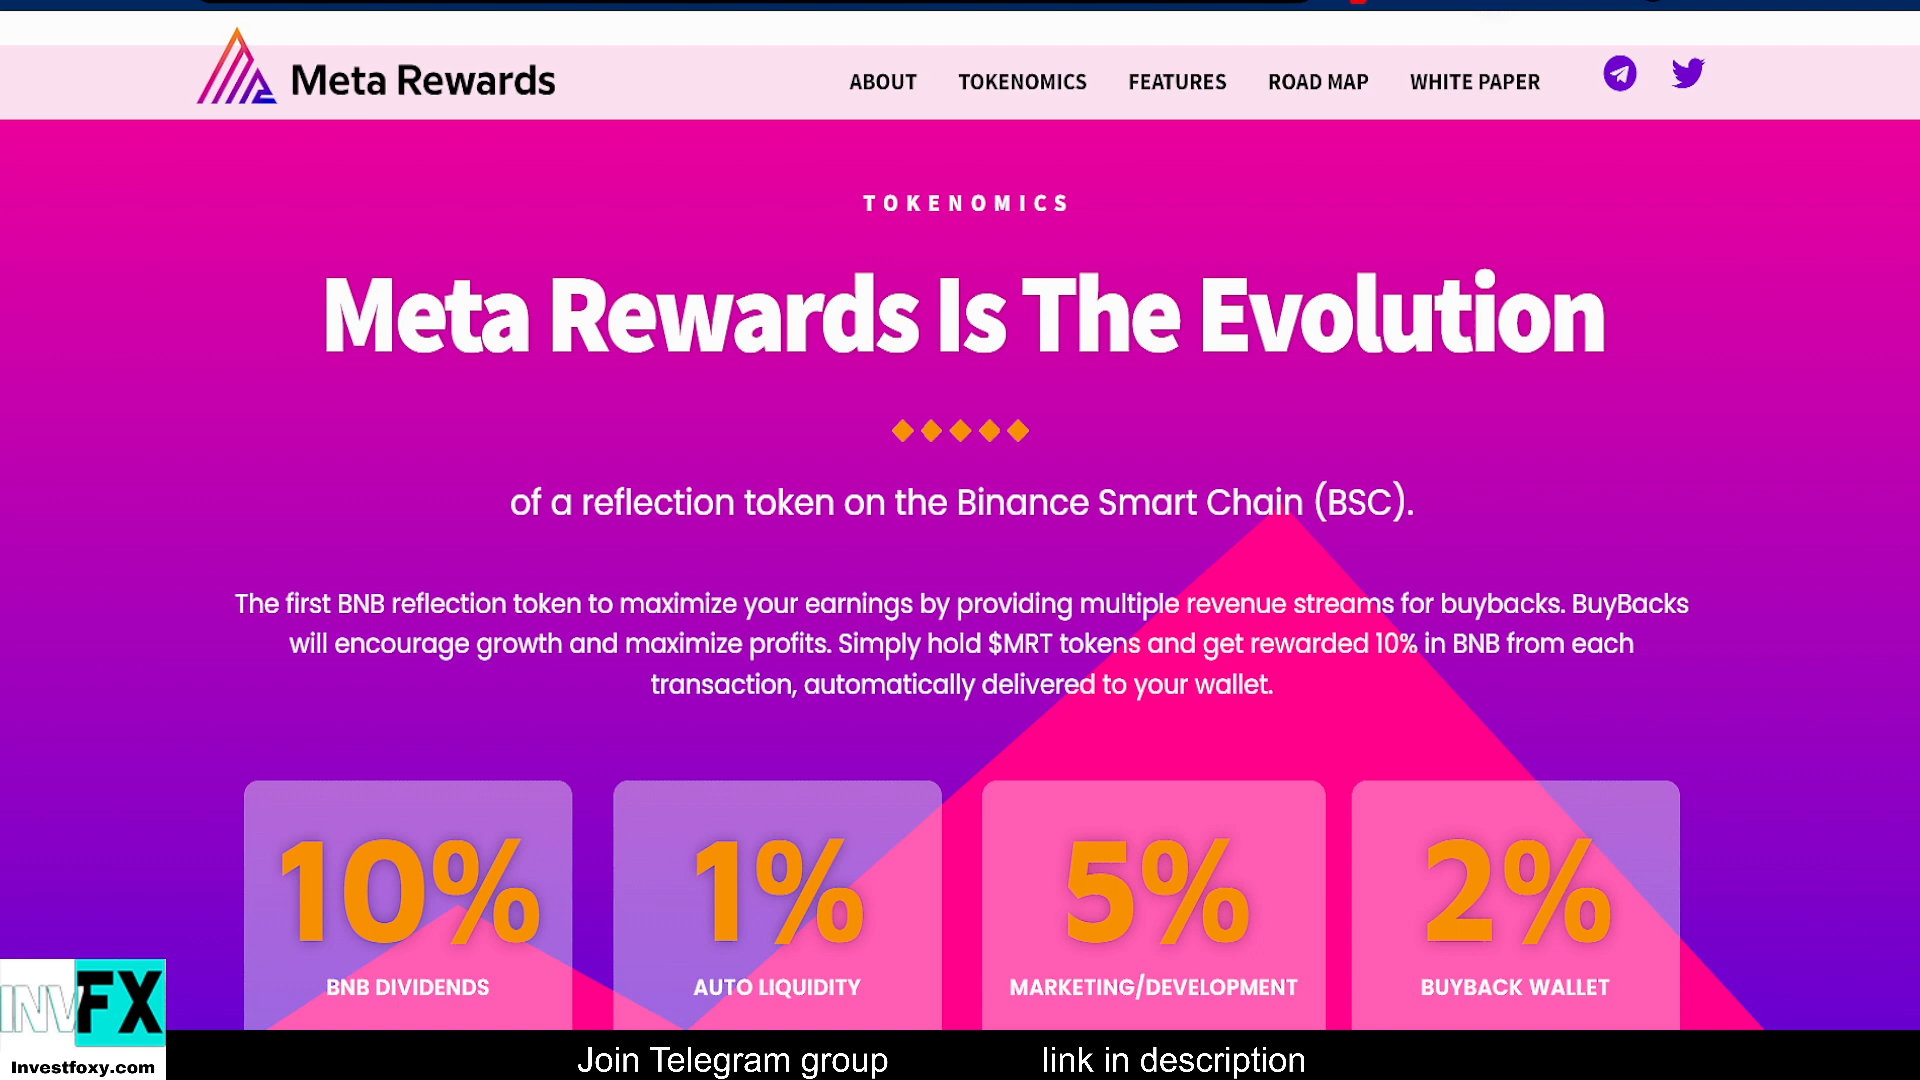 Meta Rewards
ABOUT TOKENOMICS FEATURES ROAD MAP WHITE PAPER
TOKENOMICS
Meta Rewards Is The Evolution
of a reflection token on the Binance Smart Chain (BSC).
The first BNB reflection token to maximize your earnings by providing multiple revenue streams for buybacks. BuyBacks
will encourage growth and maximize profits. Simply hold $MRT tokens and get rewarded 10% in BNB from each
transaction, automatically delivered to your wallet.
10% 1% 5% 2%
BNB DIVIDENDS AUTO LIQUIDITY MARKETING/DEVELOPMENT BUYBACK WALLET
INVFX
Investfoxy.com
Join Telegram group link in description